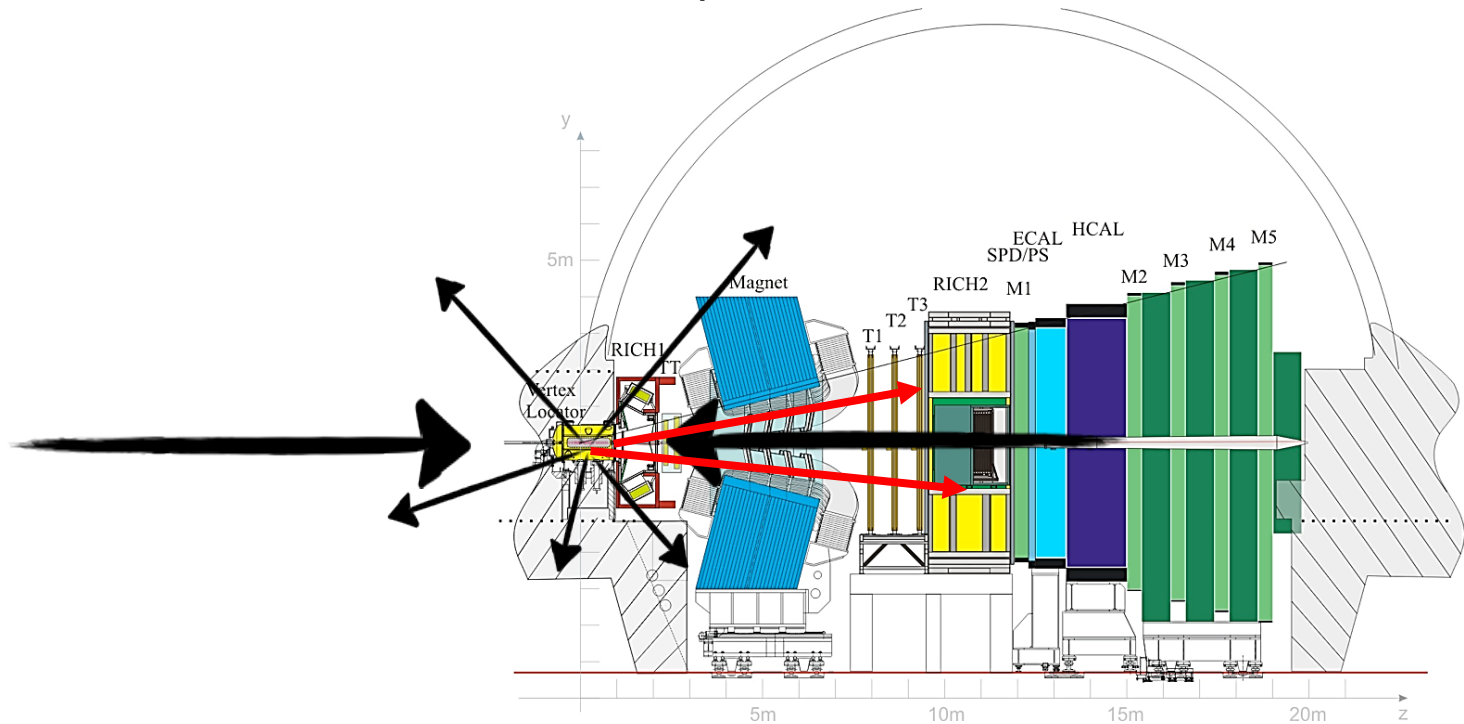 y
5m
Vertex
Locator
RICH1
TT
Magnet
T1
T2
T3
RICH2
M1
SPD/PS
ECAL
HCAL
M2
M3
M4
M5
5m
10m
15m
20m
z